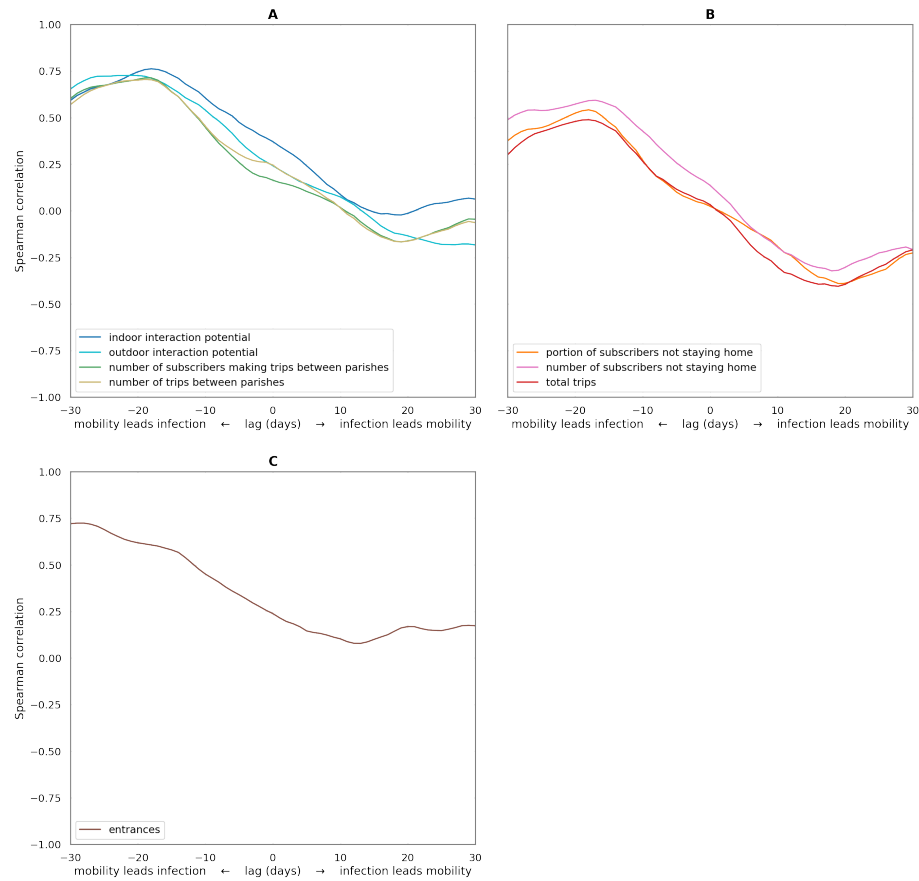 A
B
1.00
0.75
0.50
0.25
0.00
−0.25
−0.50
−0.75
−1.00
Spearman correlation
indoor interaction potential
outdoor interaction potential
number of subscribers making trips between parishes
number of trips between parishes
−30 −20 −10 0 10 20 30
mobility leads infection ← lag (days) → infection leads mobility
portion of subscribers not staying home
number of subscribers not staying home
total trips
−30 −20 −10 0 10 20 30
mobility leads infection ← lag (days) → infection leads mobility
C
1.00
0.75
0.50
0.25
0.00
−0.25
−0.50
−0.75
−1.00
Spearman correlation
entrances
−30 −20 −10 0 10 20 30
mobility leads infection ← lag (days) → infection leads mobility